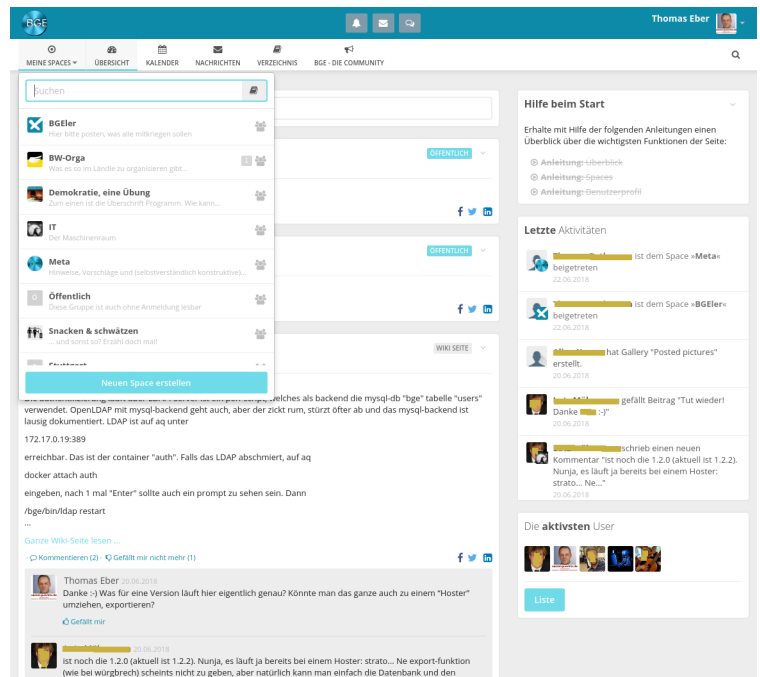 BGE
Thomas Eber
MEINE SPACES
ÜBERSICHT
KALENDER
NACHRICHTEN
VERZEICHNIS
BGE - DIE COMMUNITY
Suchen
BGEler
Hier bitte posten, was alle mitkriegen sollen
BW-Orga
Was es so im Ländle zu organisieren gibt...
1
Demokratie, eine Übung
Zum einen ist die Überschrift Programm. Wie kann...
IT
Der Maschinenraum
Meta
Hinweise, Vorschläge und (selbstverständlich konstruktive)...
Ö
Öffentlich
Diese Gruppe ist auch ohne Anmeldung lesbar
Snacken & schwätzen
... und sonst so? Erzähl doch mal!
Stuttgart
Neuen Space erstellen
ÖFFENTLICH
ÖFFENTLICH
WIKI SEITE
welches als backend die mysql-db "bge" tabelle "users"
verwendet. OpenLDAP mit mysql-backend geht auch, aber der zickt rum, stürzt öfter ab und das mysql-backend ist
lausig dokumentiert. LDAP ist auf aq unter
172.17.0.19:389
erreichbar. Das ist der container "auth". Falls das LDAP abschmiert, auf aq
docker attach auth
eingeben, nach 1 mal "Enter" sollte auch ein prompt zu sehen sein. Dann
/bge/bin/ldap restart
...
Ganze Wiki-Seite lesen ...
· Kommentieren (2) · Gefällt mir nicht mehr (1)
Thomas Eber 20.06.2018
Danke :-) Was für eine Version läuft hier eigentlich genau? Könnte man das ganze auch zu einem "Hoster"
umziehen, exportieren?
Gefällt mir
20.06.2018
ist noch die 1.2.0 (aktuell ist 1.2.2). Nunja, es läuft ja bereits bei einem Hoster: strato... Ne export-funktion
(wie bei würgbrech) scheints nicht zu geben, aber natürlich kann man einfach die Datenbank und den
Hilfe beim Start
Erhalte mit Hilfe der folgenden Anleitungen einen
Überblick über die wichtigsten Funktionen der Seite:
Anleitung: Überblick
Anleitung: Spaces
Anleitung: Benutzerprofil
Letzte Aktivitäten
ist dem Space »Meta«
beigetreten
22.06.2018
ist dem Space »BGEler«
beigetreten
22.06.2018
hat Gallery "Posted pictures"
erstellt.
20.06.2018
gefällt Beitrag "Tut wieder!
Danke :-)"
20.06.2018
schrieb einen neuen
Kommentar "ist noch die 1.2.0 (aktuell ist 1.2.2).
Nunja, es läuft ja bereits bei einem Hoster:
strato... Ne..."
20.06.2018
Die aktivsten User
Liste